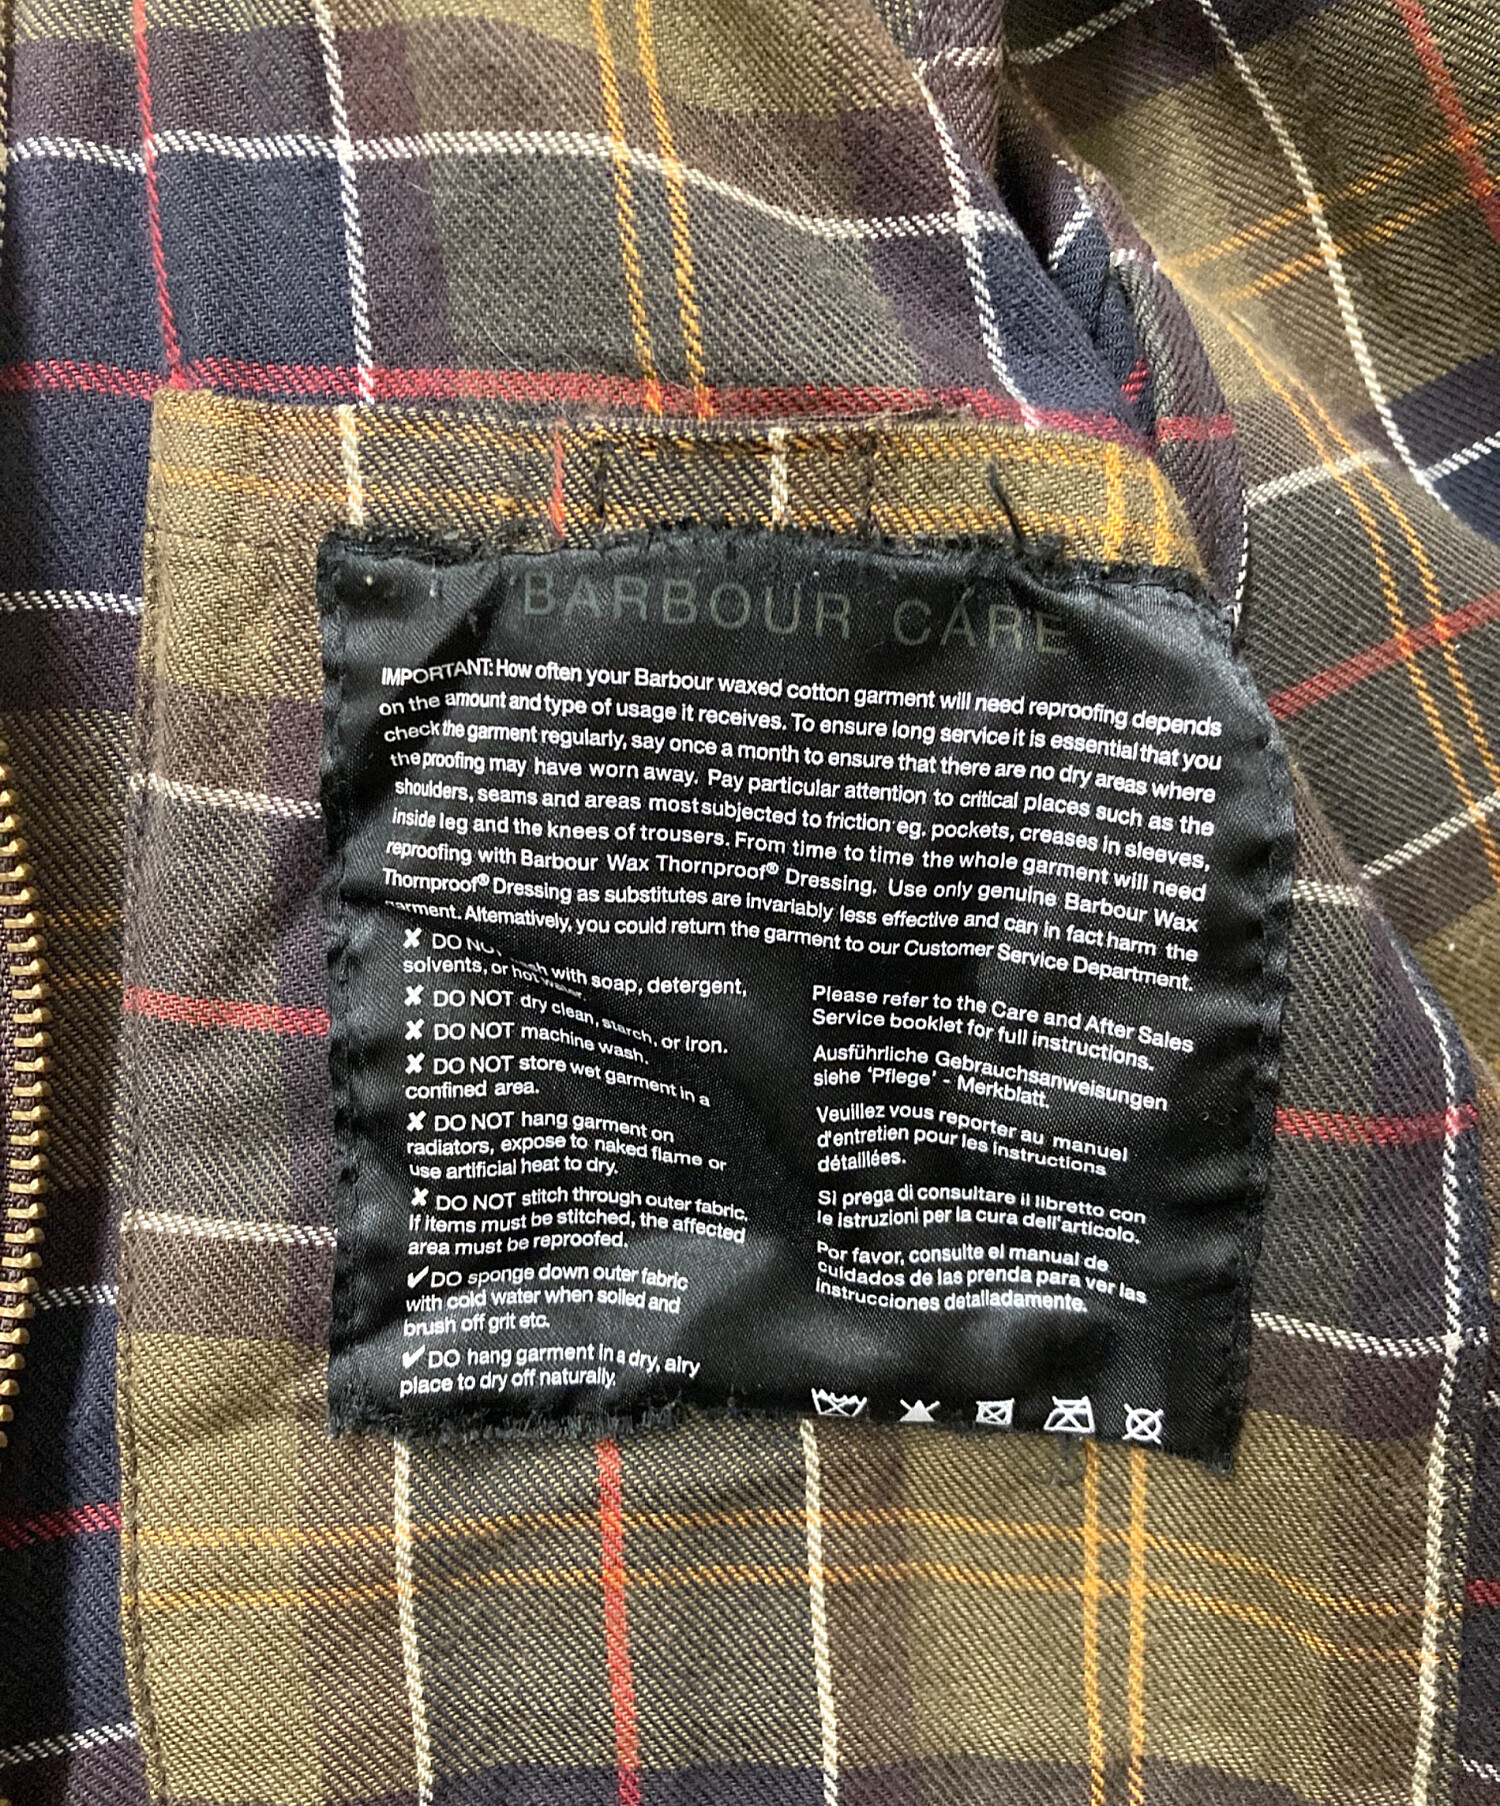 BARBOUR CARE
IMPORTANT: How often your Barbour waxed cotton garment will need reproofing depends
on the amount and type of usage it receives. To ensure long service it is essential that you
check the garment regularly, say once a month to ensure that there are no dry areas where
the proofing may have worn away. Pay particular attention to critical places such as the
shoulders, seams and areas most subjected to friction eg. pockets, creases in sleeves,
inside leg and the knees of trousers. From time to time the whole garment will need
reproofing with Barbour Wax Thornproof® Dressing. Use only genuine Barbour Wax
Thornproof® Dressing as substitutes are invariably less effective and can in fact harm the
garment. Alternatively, you could return the garment to our Customer Service Department.
✘ DO NOT wash with soap, detergent,
solvents, or hot water.
✘ DO NOT dry clean, starch, or iron.
✘ DO NOT machine wash.
✘ DO NOT store wet garment in a
confined area.
✘ DO NOT hang garment on
radiators, expose to naked flame or
use artificial heat to dry.
✘ DO NOT stitch through outer fabric.
If items must be stitched, the affected
area must be reproofed.
✔ DO sponge down outer fabric
with cold water when soiled and
brush off grit etc.
✔ DO hang garment in a dry, airy
place to dry off naturally.
Please refer to the Care and After Sales
Service booklet for full instructions.
Ausführliche Gebrauchsanweisungen
siehe 'Pflege' - Merkblatt.
Veuillez vous reporter au manuel
d'entretien pour les instructions
détaillées.
Si prega di consultare il libretto con
le istruzioni per la cura dell'articolo.
Por favor, consulte el manual de
cuidados de las prenda para ver las
instrucciones detalladamente.